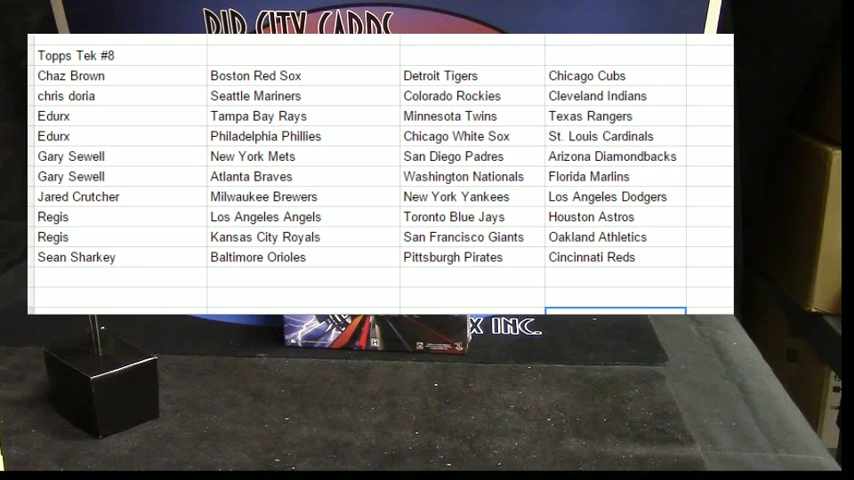 RIP CITY CARDS
Topps Tek #8
Chaz Brown Boston Red Sox Detroit Tigers Chicago Cubs
chris doria Seattle Mariners Colorado Rockies Cleveland Indians
Edurx Tampa Bay Rays Minnesota Twins Texas Rangers
Edurx Philadelphia Phillies Chicago White Sox St. Louis Cardinals
Gary Sewell New York Mets San Diego Padres Arizona Diamondbacks
Gary Sewell Atlanta Braves Washington Nationals Florida Marlins
Jared Crutcher Milwaukee Brewers New York Yankees Los Angeles Dodgers
Regis Los Angeles Angels Toronto Blue Jays Houston Astros
Regis Kansas City Royals San Francisco Giants Oakland Athletics
Sean Sharkey Baltimore Orioles Pittsburgh Pirates Cincinnati Reds
X INC.